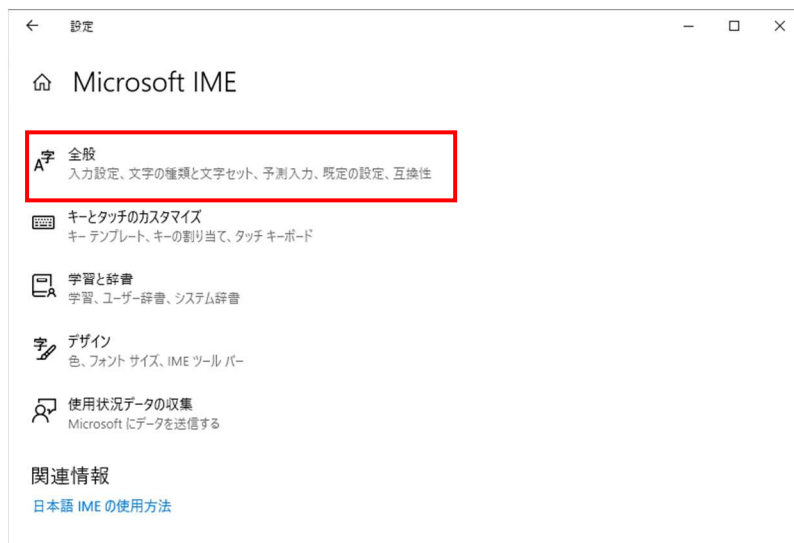 設定
Microsoft IME
全般
入力設定、文字の種類と文字セット、予測入力、既定の設定、互換性
キーとタッチのカスタマイズ
キー テンプレート、キーの割り当て、タッチ キーボード
学習と辞書
学習、ユーザー辞書、システム辞書
デザイン
色、フォント サイズ、IME ツール バー
使用状況データの収集
Microsoft にデータを送信する
関連情報
日本語 IME の使用方法